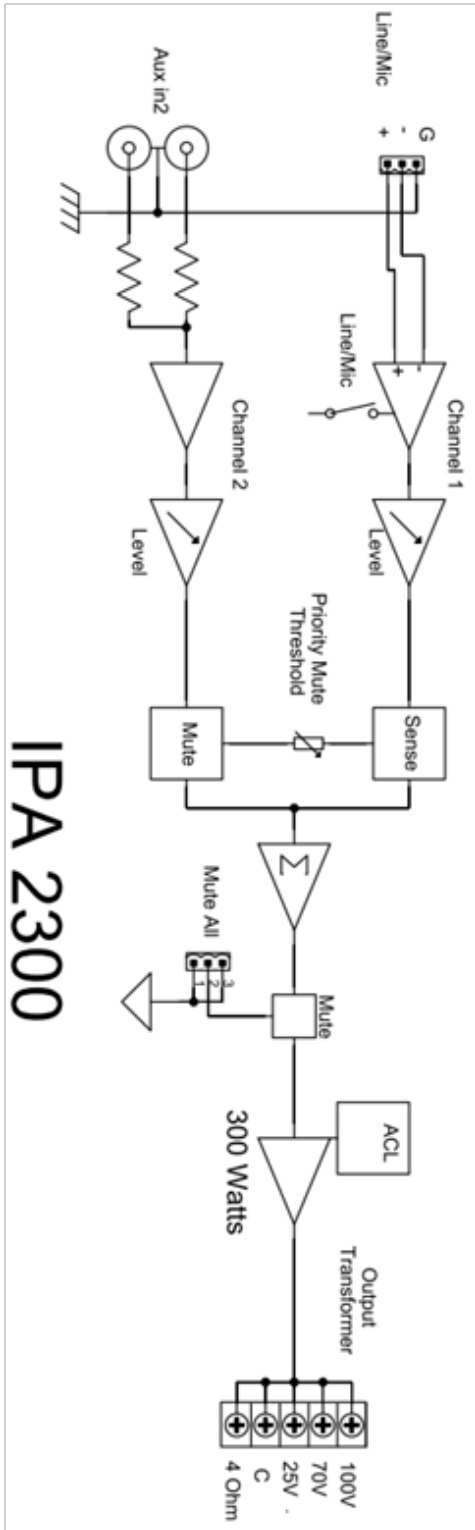 Line/Mic
G
-
+
Aux in2
-
+
Line/Mic
Channel 1
Channel 2
Level
Level
Priority Mute
Threshold
Sense
Mute
Σ
Mute All
1
2
3
Mute
ACL
300 Watts
Output
Transformer
100V
70V
25V .
C
4 Ohm
IPA 2300